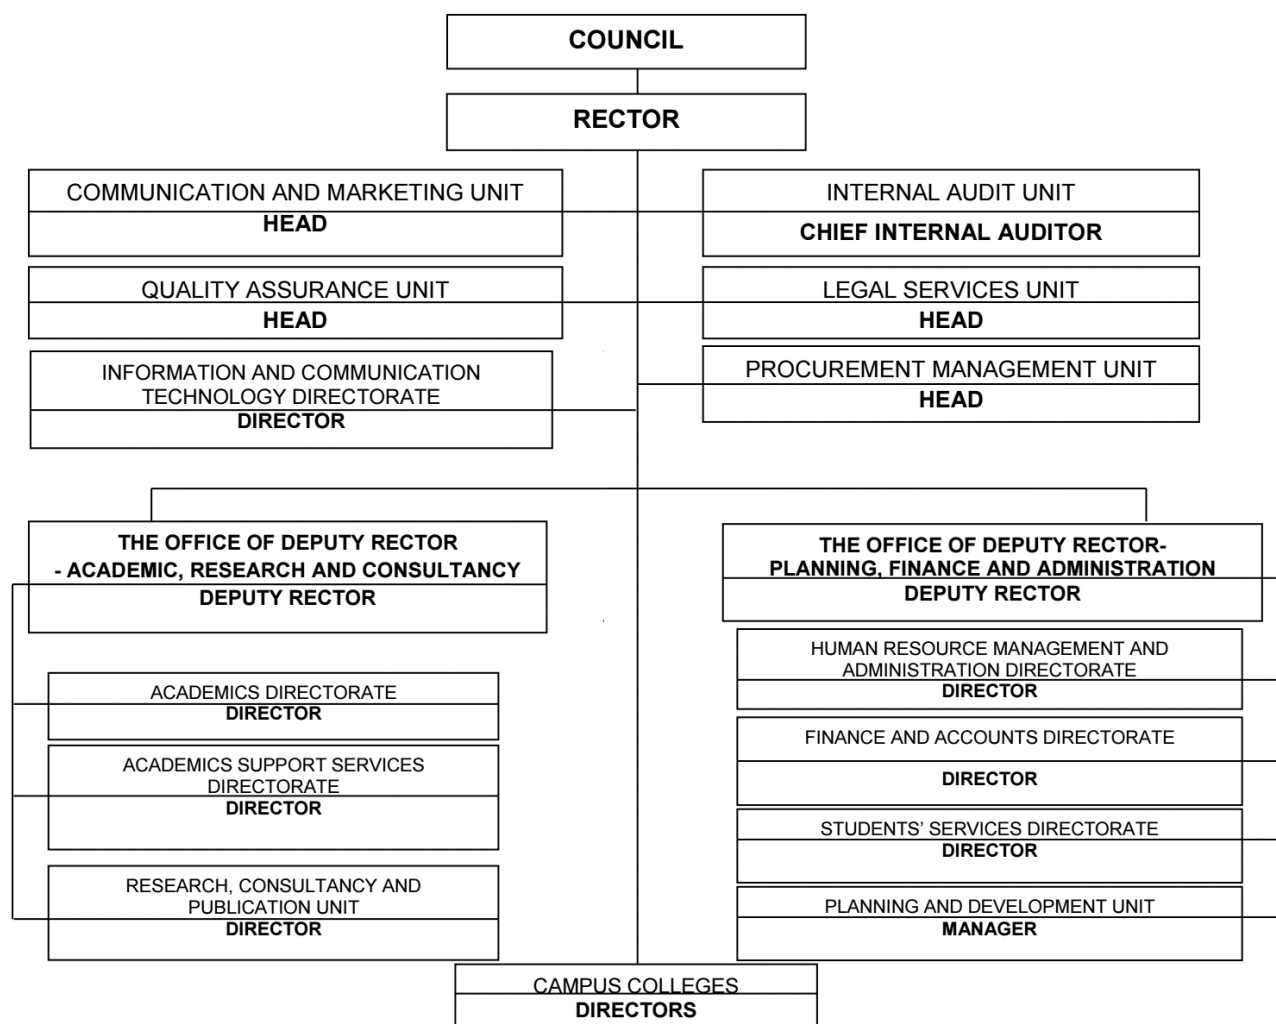 COUNCIL
RECTOR
COMMUNICATION AND MARKETING UNIT
HEAD
INTERNAL AUDIT UNIT
CHIEF INTERNAL AUDITOR
QUALITY ASSURANCE UNIT
HEAD
LEGAL SERVICES UNIT
HEAD
INFORMATION AND COMMUNICATION
TECHNOLOGY DIRECTORATE
DIRECTOR
PROCUREMENT MANAGEMENT UNIT
HEAD
THE OFFICE OF DEPUTY RECTOR
- ACADEMIC, RESEARCH AND CONSULTANCY
DEPUTY RECTOR
ACADEMICS DIRECTORATE
DIRECTOR
ACADEMICS SUPPORT SERVICES
DIRECTORATE
DIRECTOR
RESEARCH, CONSULTANCY AND
PUBLICATION UNIT
DIRECTOR
THE OFFICE OF DEPUTY RECTOR-
PLANNING, FINANCE AND ADMINISTRATION
DEPUTY RECTOR
HUMAN RESOURCE MANAGEMENT AND
ADMINISTRATION DIRECTORATE
DIRECTOR
FINANCE AND ACCOUNTS DIRECTORATE
DIRECTOR
STUDENTS’ SERVICES DIRECTORATE
DIRECTOR
PLANNING AND DEVELOPMENT UNIT
MANAGER
CAMPUS COLLEGES
DIRECTORS